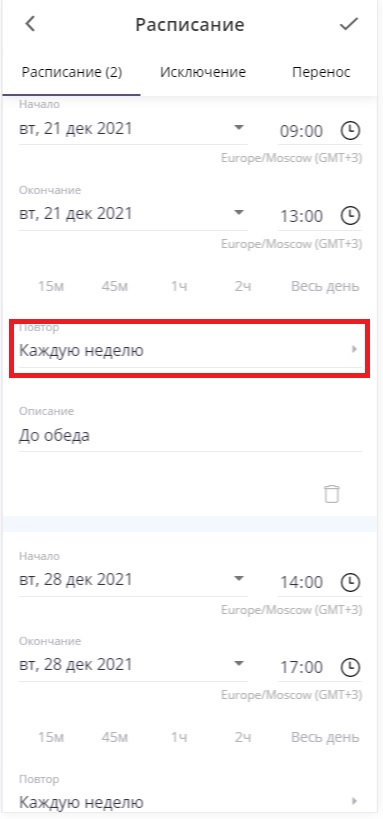 Расписание
Расписание (2) Исключение Перенос
Начало
вт, 21 дек 2021 09:00
Europe/Moscow (GMT+3)
Окончание
вт, 21 дек 2021 13:00
Europe/Moscow (GMT+3)
15м 45м 1ч 2ч Весь день
Повтор
Каждую неделю
Описание
До обеда
Начало
вт, 28 дек 2021 14:00
Europe/Moscow (GMT+3)
Окончание
вт, 28 дек 2021 17:00
Europe/Moscow (GMT+3)
15м 45м 1ч 2ч Весь день
Повтор
Каждую неделю